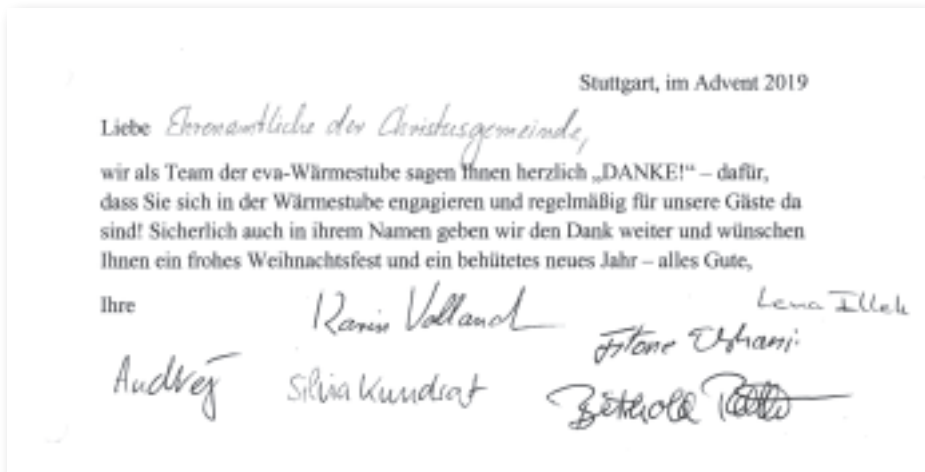 Stuttgart, im Advent 2019
Liebe Ehrenamtliche der Christusgemeinde,
wir als Team der eva-Wärmestube sagen Ihnen herzlich „DANKE!“ – dafür,
dass Sie sich in der Wärmestube engagieren und regelmäßig für unsere Gäste da
sind! Sicherlich auch in ihrem Namen geben wir den Dank weiter und wünschen
Ihnen ein frohes Weihnachtsfest und ein behütetes neues Jahr – alles Gute,
Ihre
Karin Volland
Lena Illek
Silvia Kundrat
Berthold